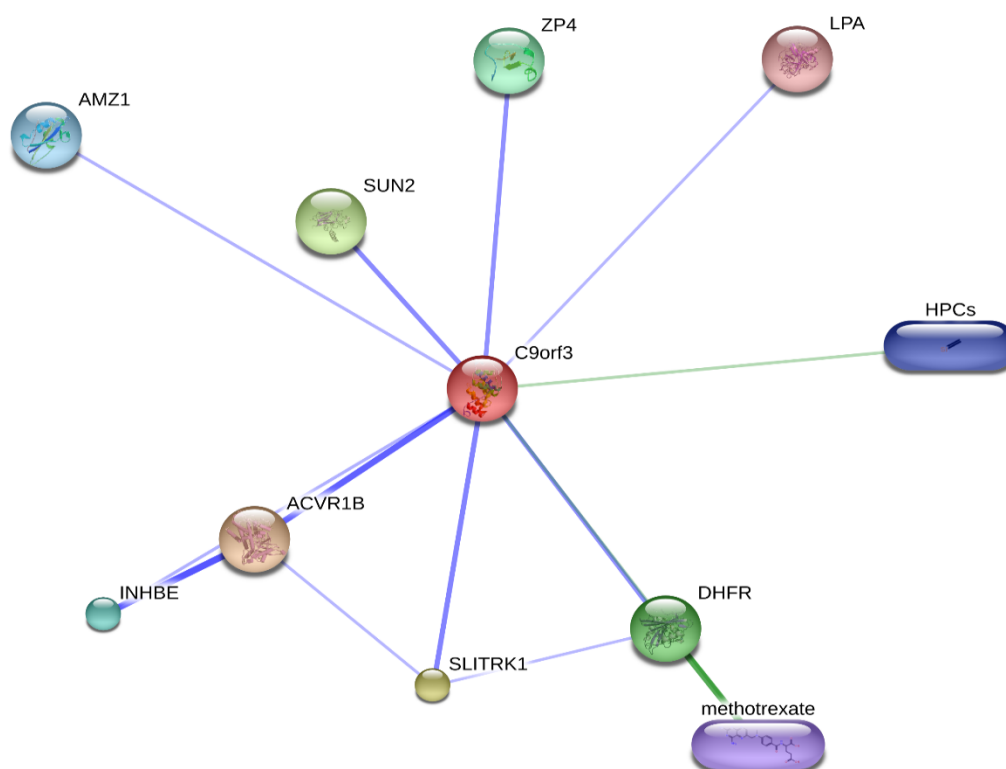 ZP4
LPA
AMZ1
SUN2
HPCs
C9orf3
ACVR1B
INHBE
DHFR
SLITRK1
methotrexate